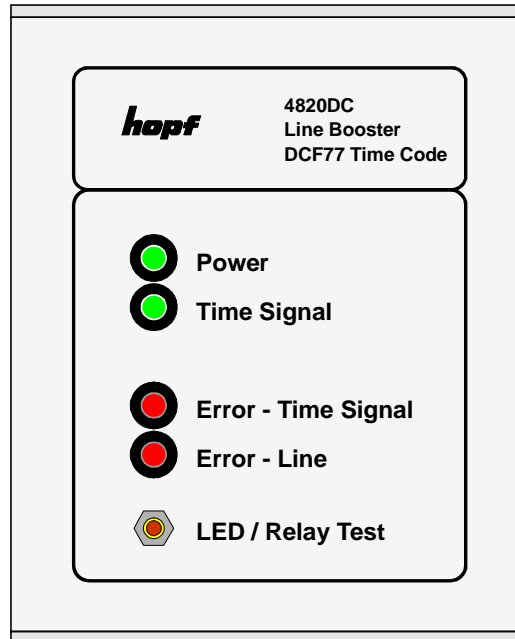 hopf
4820DC
Line Booster
DCF77 Time Code
Power
Time Signal
Error - Time Signal
Error - Line
LED / Relay Test